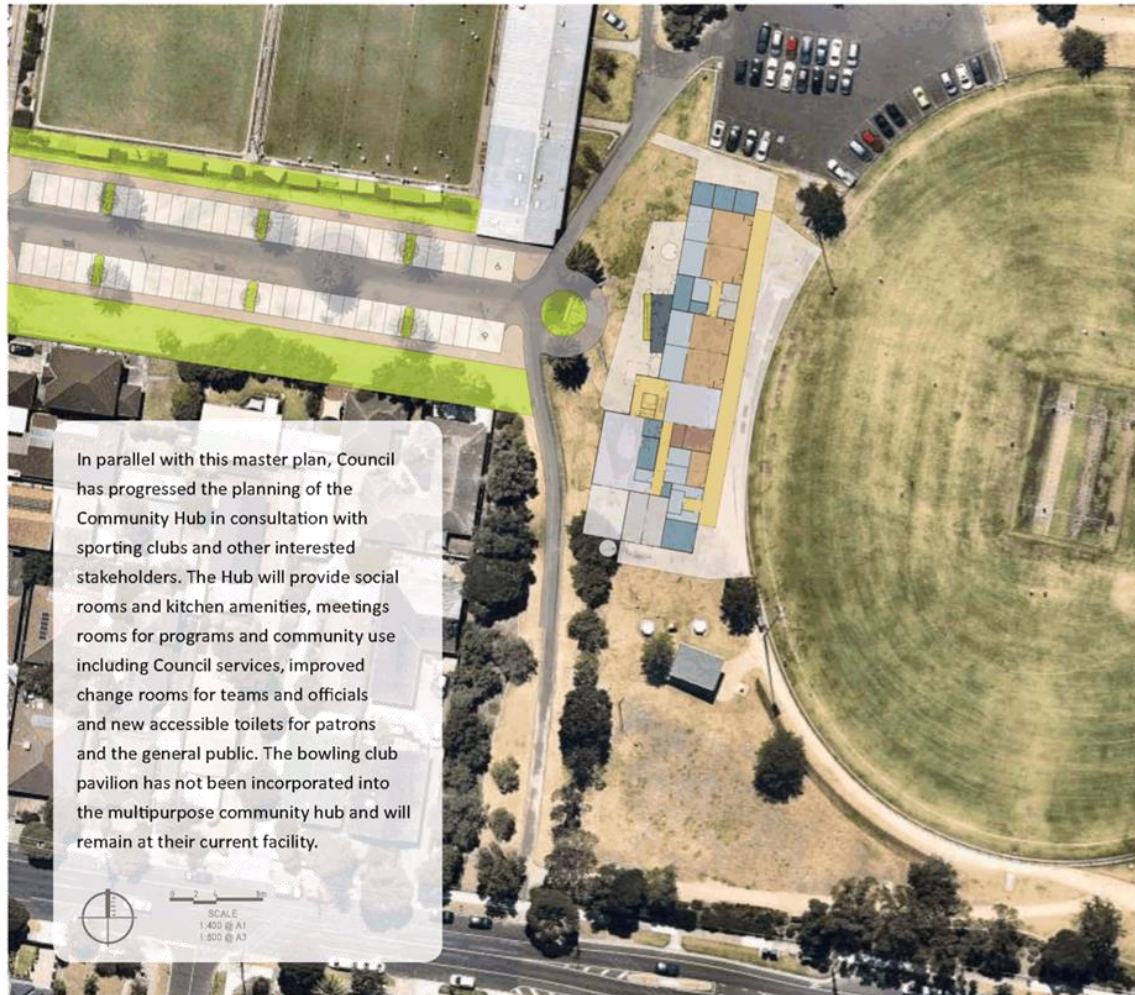 In parallel with this master plan, Council
has progressed the planning of the
Community Hub in consultation with
sporting clubs and other interested
stakeholders. The Hub will provide social
rooms and kitchen amenities, meetings
rooms for programs and community use
including Council services, improved
change rooms for teams and officials
and new accessible toilets for patrons
and the general public. The bowling club
pavilion has not been incorporated into
the multipurpose community hub and will
remain at their current facility.
0 2 4 8m
SCALE
1:400 @ A1
1:800 @ A3